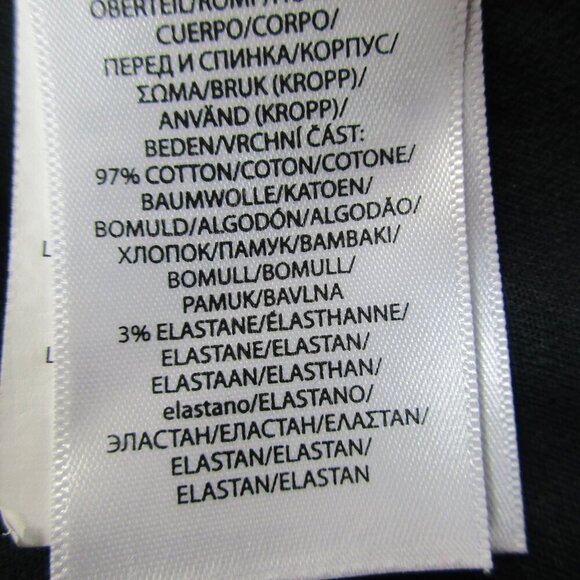 OBERTEIL/RUMPF/
CUERPO/CORPO/
ПЕРЕД И СПИНКА/КОРПУС/
ΣΩΜΑ/BRUK (KROPP)/
ANVÄND (KROPP)/
BEDEN/VRCHNÍ ČÁST:
97% COTTON/COTON/COTONE/
BAUMWOLLE/KATOEN/
BOMULD/ALGODÓN/ALGODÃO/
ХЛОПОК/ПАМУК/ΒΑΜΒΑΚΙ/
BOMULL/BOMULL/
PAMUK/BAVLNA
3% ELASTANE/ÉLASTHANNE/
ELASTANE/ELASTAN/
ELASTAAN/ELASTHAN/
elastano/ELASTANO/
ЭЛАСТАН/ЕЛАСТАН/ΕΛΑΣΤΑΝ/
ELASTAN/ELASTAN/
ELASTAN/ELASTAN
L
L